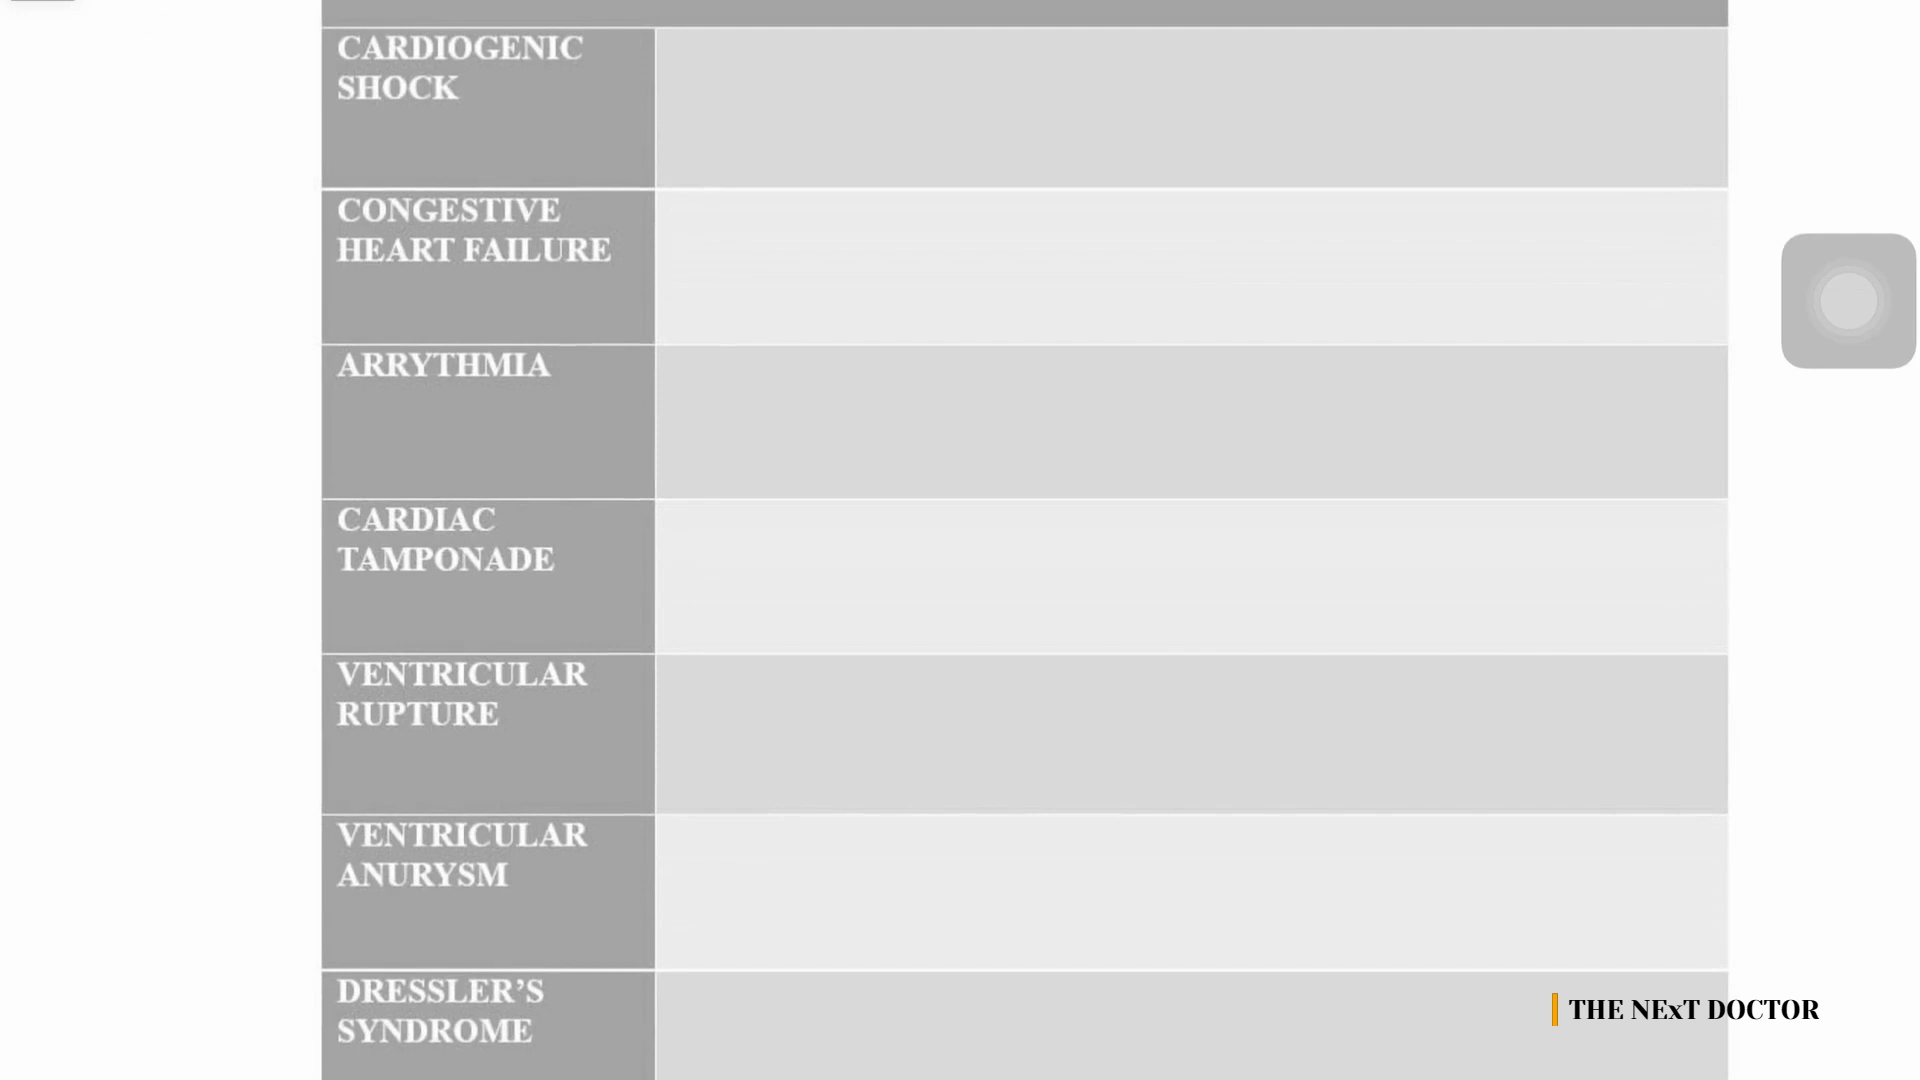 CARDIOGENIC
SHOCK
CONGESTIVE
HEART FAILURE
ARRYTHMIA
CARDIAC
TAMPONADE
VENTRICULAR
RUPTURE
VENTRICULAR
ANURYSM
DRESSLER’S
SYNDROME
THE NExT DOCTOR